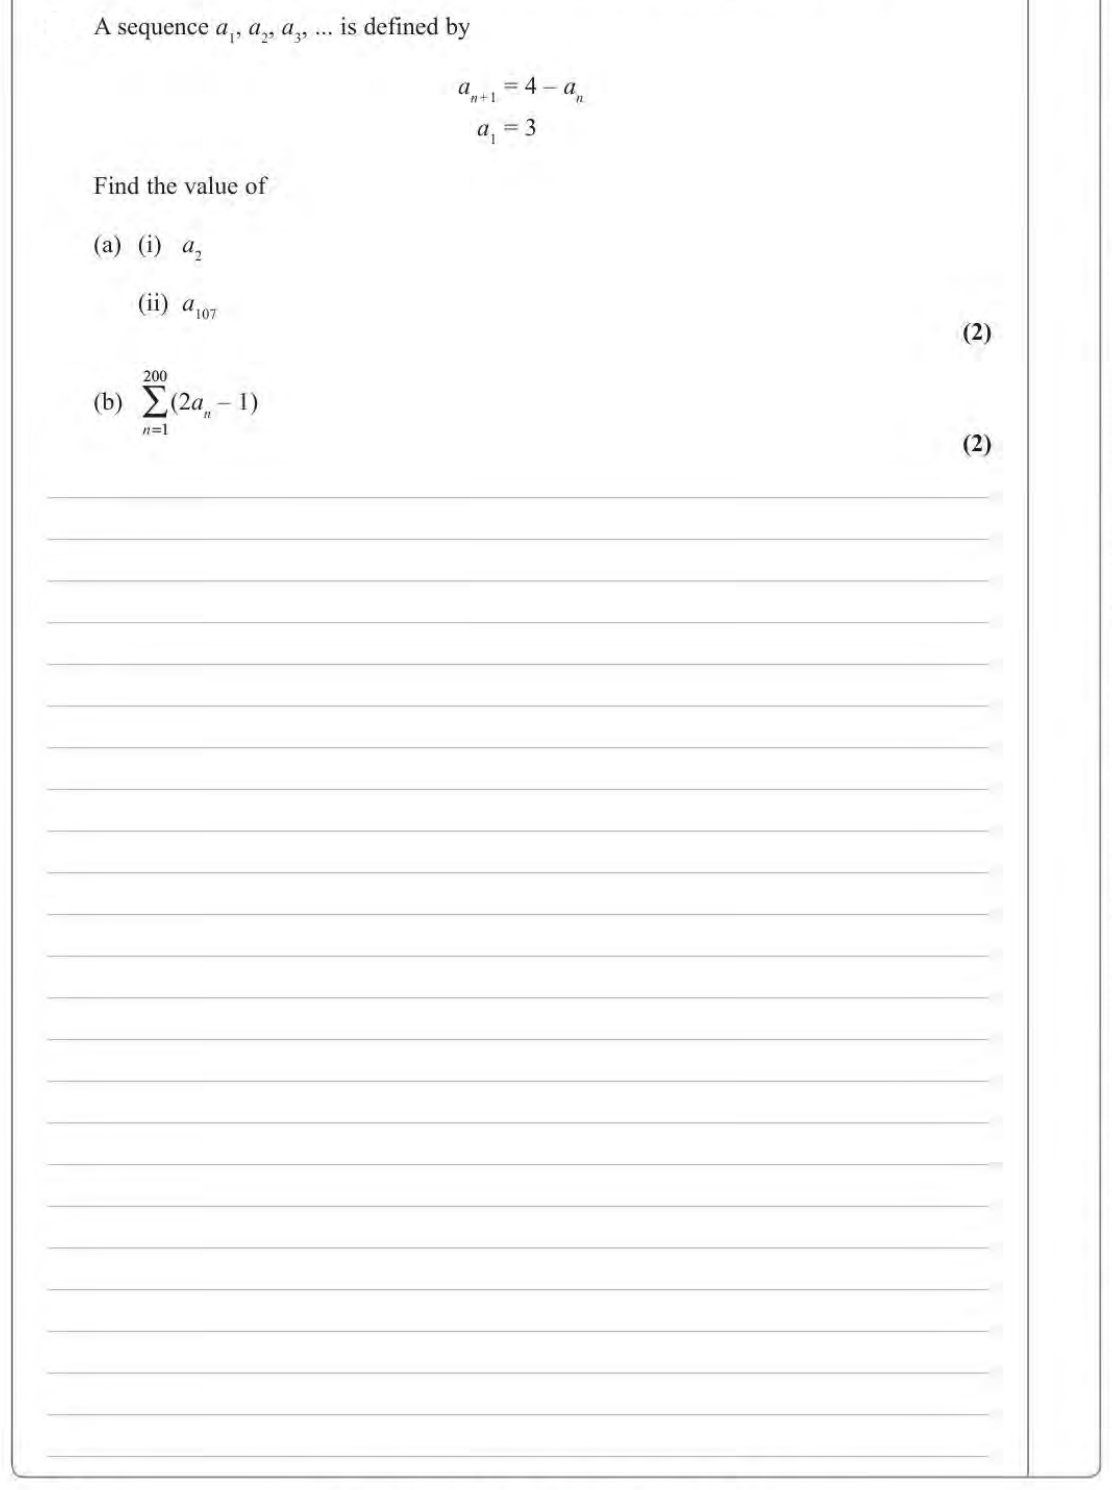 A sequence a₁, a₂, a₃, ... is defined by
aₙ₊₁ = 4 – aₙ
a₁ = 3
Find the value of
(a) (i) a₂
(ii) a₁₀₇
(2)
200
(b) ∑(2aₙ – 1)
n=1
(2)